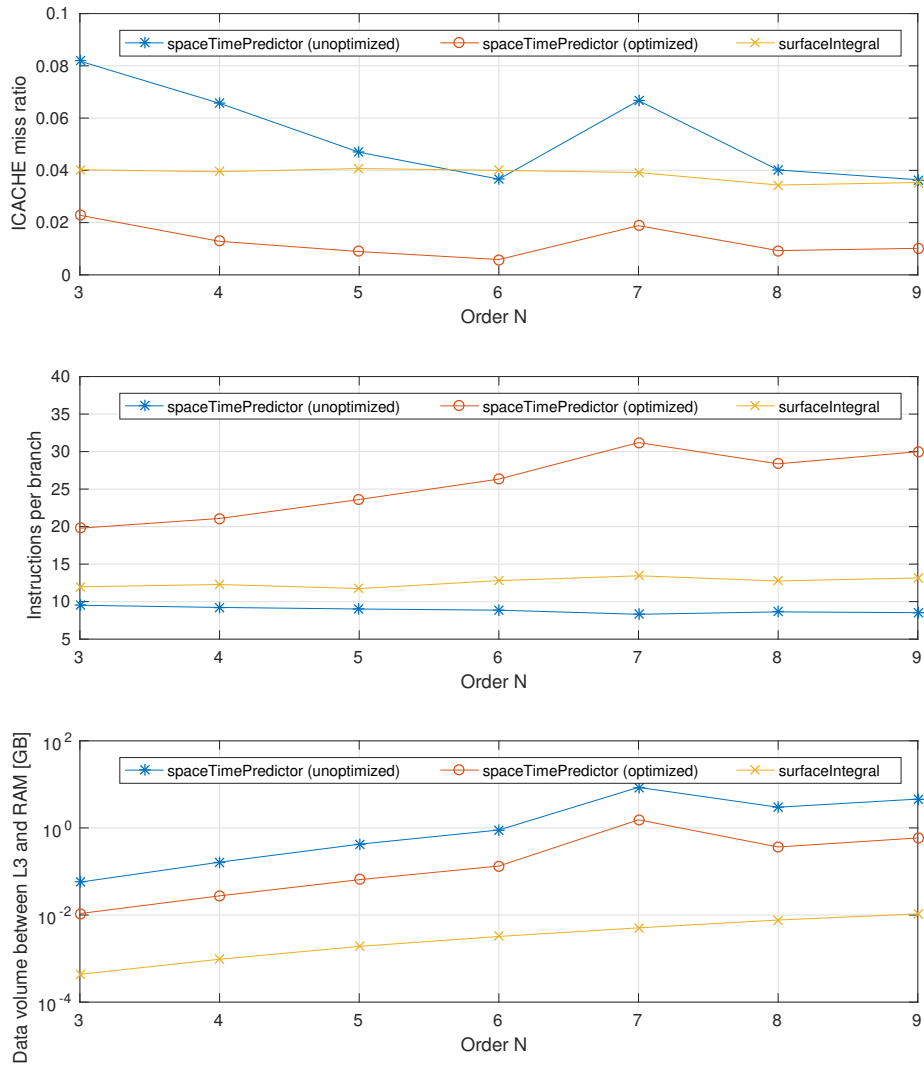 0.1
spaceTimePredictor (unoptimized) spaceTimePredictor (optimized) surfaceIntegral
0.08
0.06
0.04
0.02
0
ICACHE miss ratio
3 4 5 6 7 8 9
Order N
40
spaceTimePredictor (unoptimized) spaceTimePredictor (optimized) surfaceIntegral
35
30
25
20
15
10
5
Instructions per branch
3 4 5 6 7 8 9
Order N
10^2
spaceTimePredictor (unoptimized) spaceTimePredictor (optimized) surfaceIntegral
10^0
10^-2
10^-4
Data volume between L3 and RAM [GB]
3 4 5 6 7 8 9
Order N